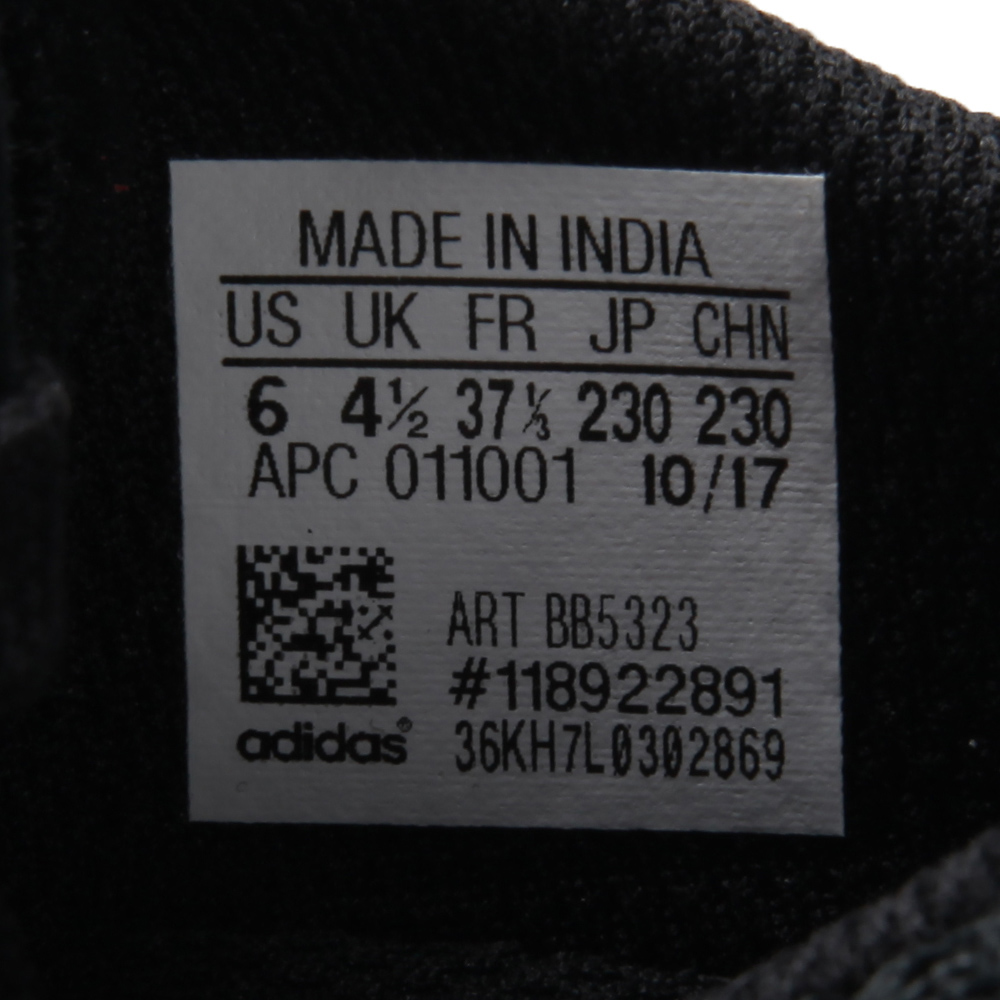 MADE IN INDIA
US UK FR JP CHN
6 4½ 37⅓ 230 230
APC 011001 10/17
ART BB5323
#118922891
adidas® 36KH7L0302869